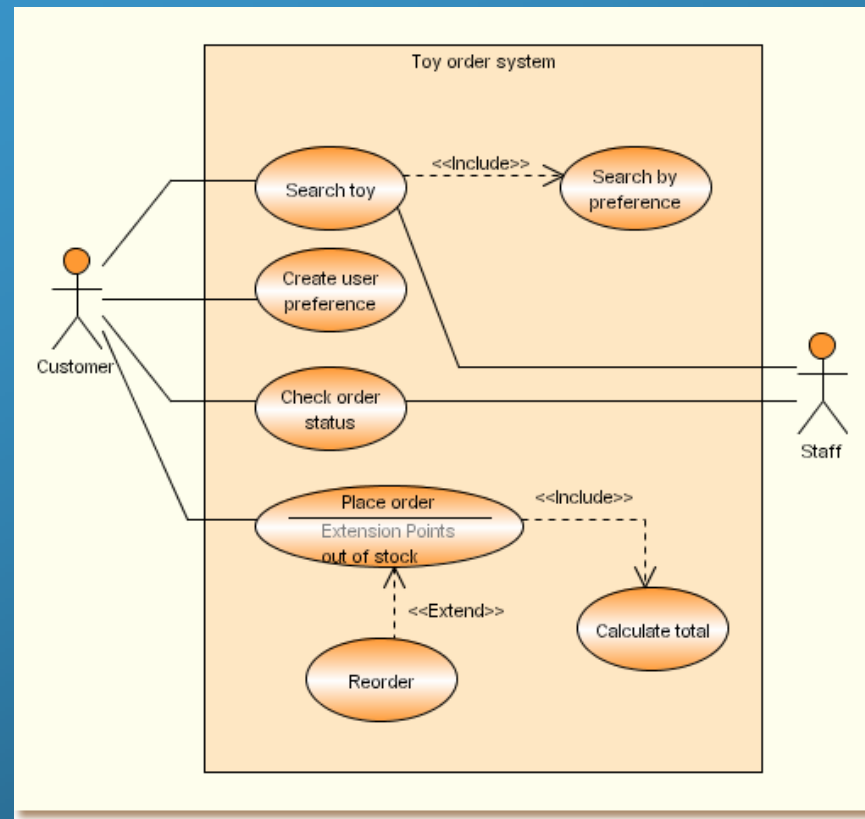 Toy order system
<<Include>>
Search toy
Search by
preference
Create user
preference
Customer
Check order
status
Staff
Place order
<<Include>>
Extension Points
out of stock
<<Extend>>
Calculate total
Reorder